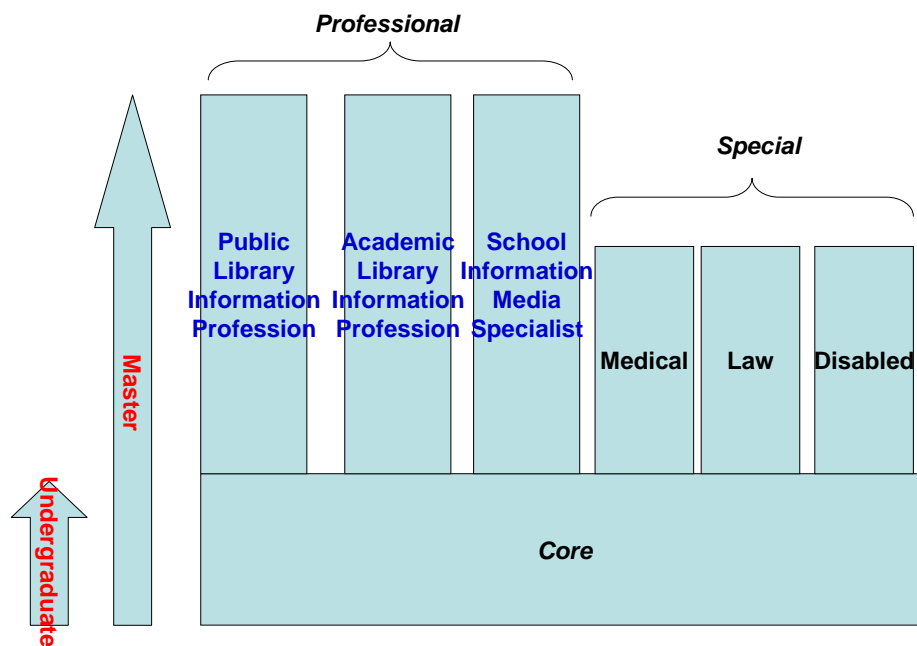 Professional
Special
Public
Library
Information
Profession
Academic
Library
Information
Profession
School
Information
Media
Specialist
Medical
Law
Disabled
Master
Undergraduate
Core